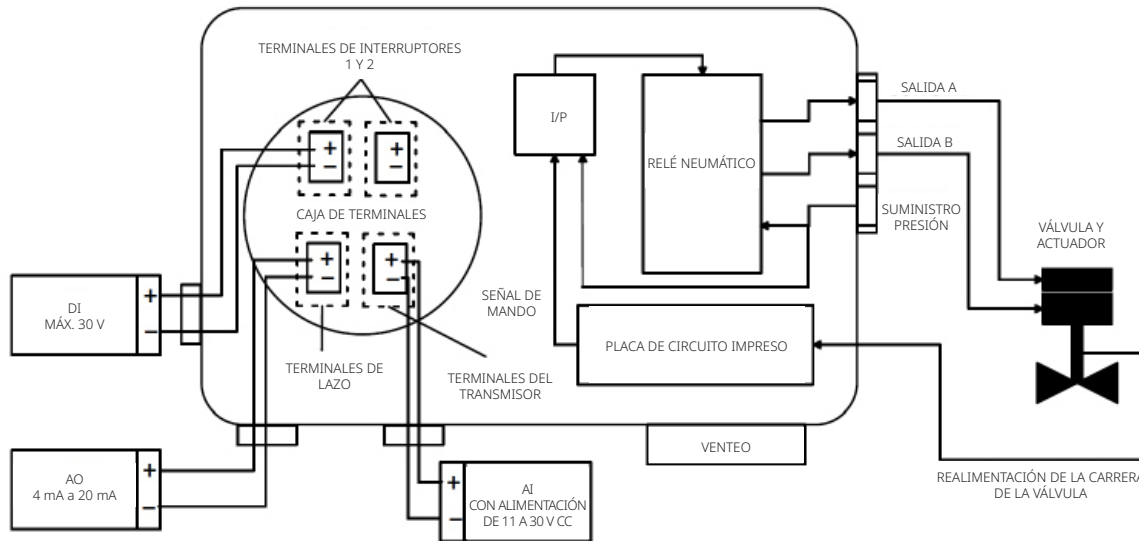 TERMINALES DE INTERRUPTORES
1 Y 2
+
−
+
−
CAJA DE TERMINALES
+
−
+
−
TERMINALES DE
LAZO
TERMINALES DEL
TRANSMISOR
I/P
RELÉ NEUMÁTICO
SEÑAL DE
MANDO
PLACA DE CIRCUITO IMPRESO
SALIDA A
SALIDA B
SUMINISTRO
PRESIÓN
VÁLVULA Y
ACTUADOR
DI
MÁX. 30 V
+
−
AO
4 mA a 20 mA
+
−
+
−
AI
CON ALIMENTACIÓN
DE 11 A 30 V CC
VENTEO
REALIMENTACIÓN DE LA CARRERA
DE LA VÁLVULA